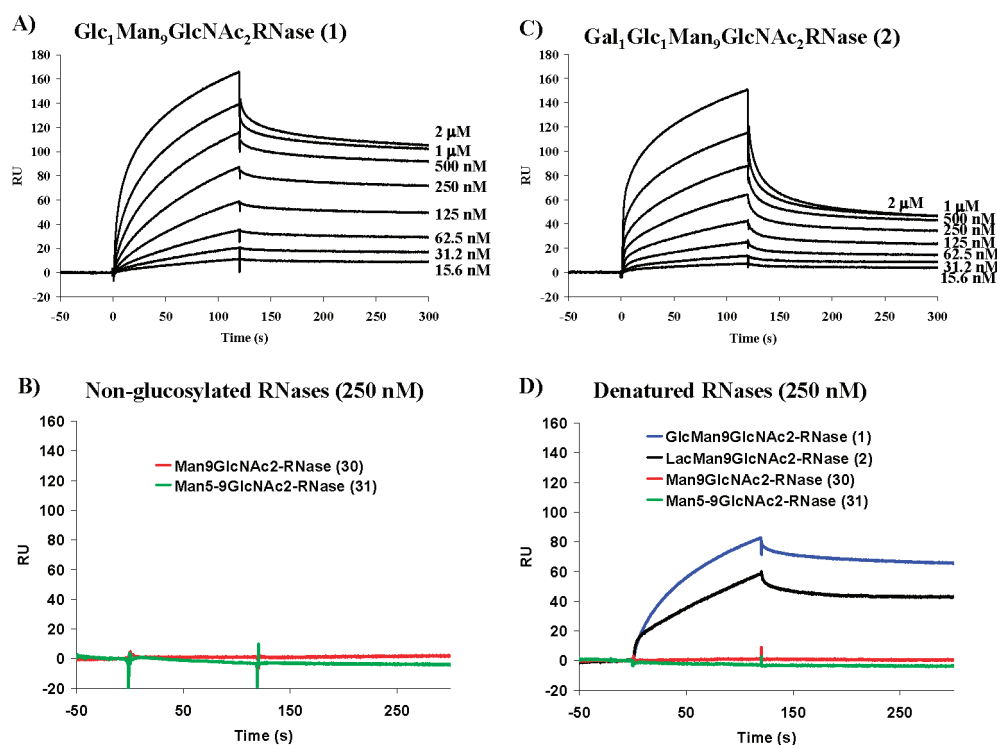 A) Glc₁Man₉GlcNAc₂RNase (1)
180
160
140
120
100
80
60
40
20
0
-20
RU
-50 0 50 100 150 200 250 300
Time (s)
2 μM
1 μM
500 nM
250 nM
125 nM
62.5 nM
31.2 nM
15.6 nM
C) Gal₁Glc₁Man₉GlcNAc₂RNase (2)
180
160
140
120
100
80
60
40
20
0
-20
RU
-50 0 50 100 150 200 250 300
Time (s)
2 μM 1 μM
500 nM
250 nM
125 nM
62.5 nM
31.2 nM
15.6 nM
B) Non-glucosylated RNases (250 nM)
160
140
120
100
80
60
40
20
0
-20
RU
-50 50 150 250
Time (s)
Man9GlcNAc2-RNase (30)
Man5-9GlcNAc2-RNase (31)
D) Denatured RNases (250 nM)
160
140
120
100
80
60
40
20
0
-20
RU
-50 50 150 250
Time (s)
GlcMan9GlcNAc2-RNase (1)
LacMan9GlcNAc2-RNase (2)
Man9GlcNAc2-RNase (30)
Man5-9GlcNAc2-RNase (31)